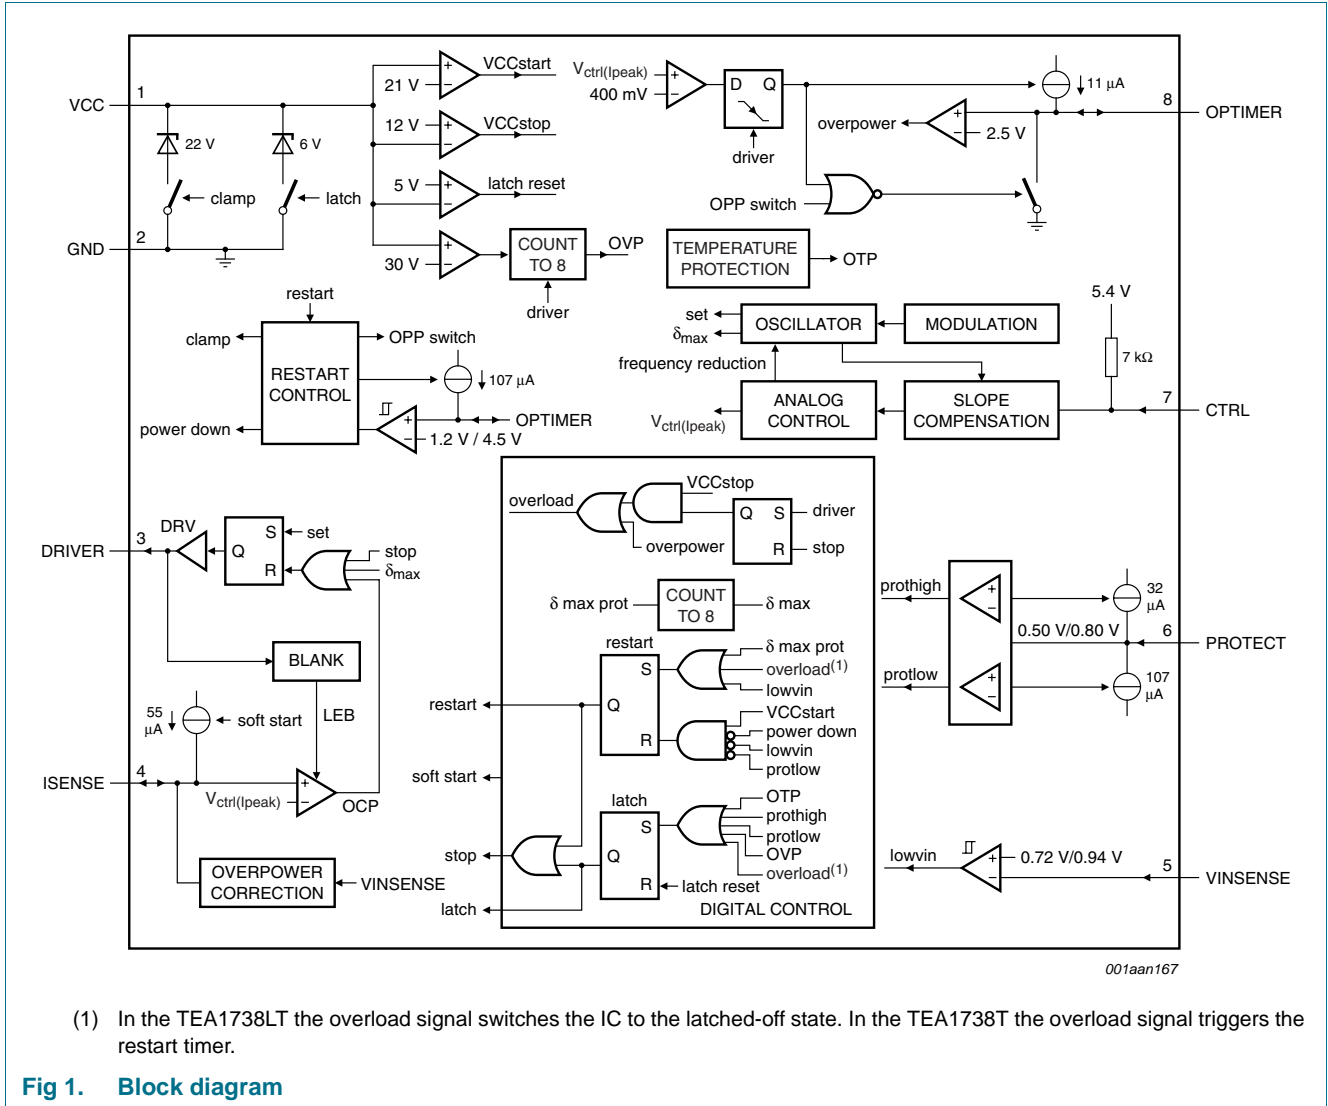 VCC
1
22 V
6 V
clamp
latch
GND
2
21 V
+
−
VCCstart
12 V
+
−
VCCstop
5 V
+
−
latch reset
30 V
+
−
COUNT
TO 8
OVP
driver
Vctrl(Ipeak)
400 mV
+
−
D Q
driver
11 μA
8
OPTIMER
overpower
+
−
2.5 V
OPP switch
TEMPERATURE
PROTECTION
OTP
restart
clamp
RESTART
CONTROL
OPP switch
107 μA
OPTIMER
+
−
1.2 V / 4.5 V
power down
set
δmax
OSCILLATOR
MODULATION
frequency reduction
ANALOG
CONTROL
SLOPE
COMPENSATION
Vctrl(Ipeak)
5.4 V
7 kΩ
7
CTRL
DRIVER
3
DRV
Q
S
R
set
stop
δmax
BLANK
LEB
55
μA
soft start
ISENSE
4
Vctrl(Ipeak)
+
−
OCP
OVERPOWER
CORRECTION
VINSENSE
overload
VCCstop
overpower
Q S
R
driver
stop
δ max prot
COUNT
TO 8
δ max
restart
S
Q
R
δ max prot
overload(1)
lowvin
VCCstart
power down
lowvin
protlow
restart
soft start
latch
S
Q
R
OTP
prothigh
protlow
OVP
overload(1)
latch reset
stop
latch
DIGITAL CONTROL
prothigh
+
−
protlow
+
−
0.50 V/0.80 V
32
μA
6
PROTECT
107
μA
lowvin
+
−
0.72 V/0.94 V
5
VINSENSE
001aan167
(1) In the TEA1738LT the overload signal switches the IC to the latched-off state. In the TEA1738T the overload signal triggers the
restart timer.
Fig 1. Block diagram